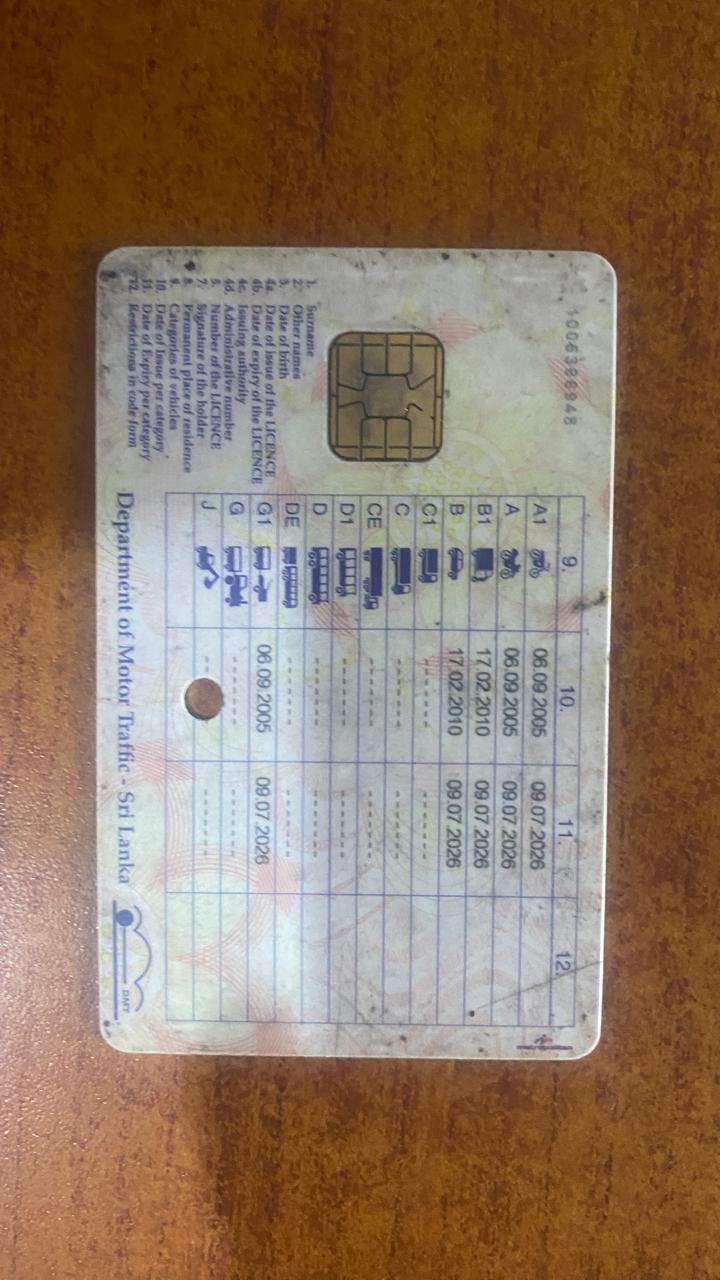 1006398948
1. Surname
2. Other names
3. Date of birth
4a. Date of issue of the LICENCE
4b. Date of expiry of the LICENCE
4c. Issuing authority
4d. Administrative number
5. Number of the LICENCE
7. Signature of the holder
8. Permanent place of residence
9. Categories of vehicles
10. Date of Issue per category
11. Date of Expiry per category
12. Restrictions in code form
9. 10. 11. 12.
A1 06.09.2005 09.07.2026
A 06.09.2005 09.07.2026
B1 17.02.2010 09.07.2026
B 17.02.2010 09.07.2026
C1 ------- -------
C ------- -------
CE ------- -------
D1 ------- -------
D ------- -------
DE ------- -------
G1 06.09.2005 09.07.2026
G ------- -------
J -- -------
Department of Motor Traffic - Sri Lanka
DMT